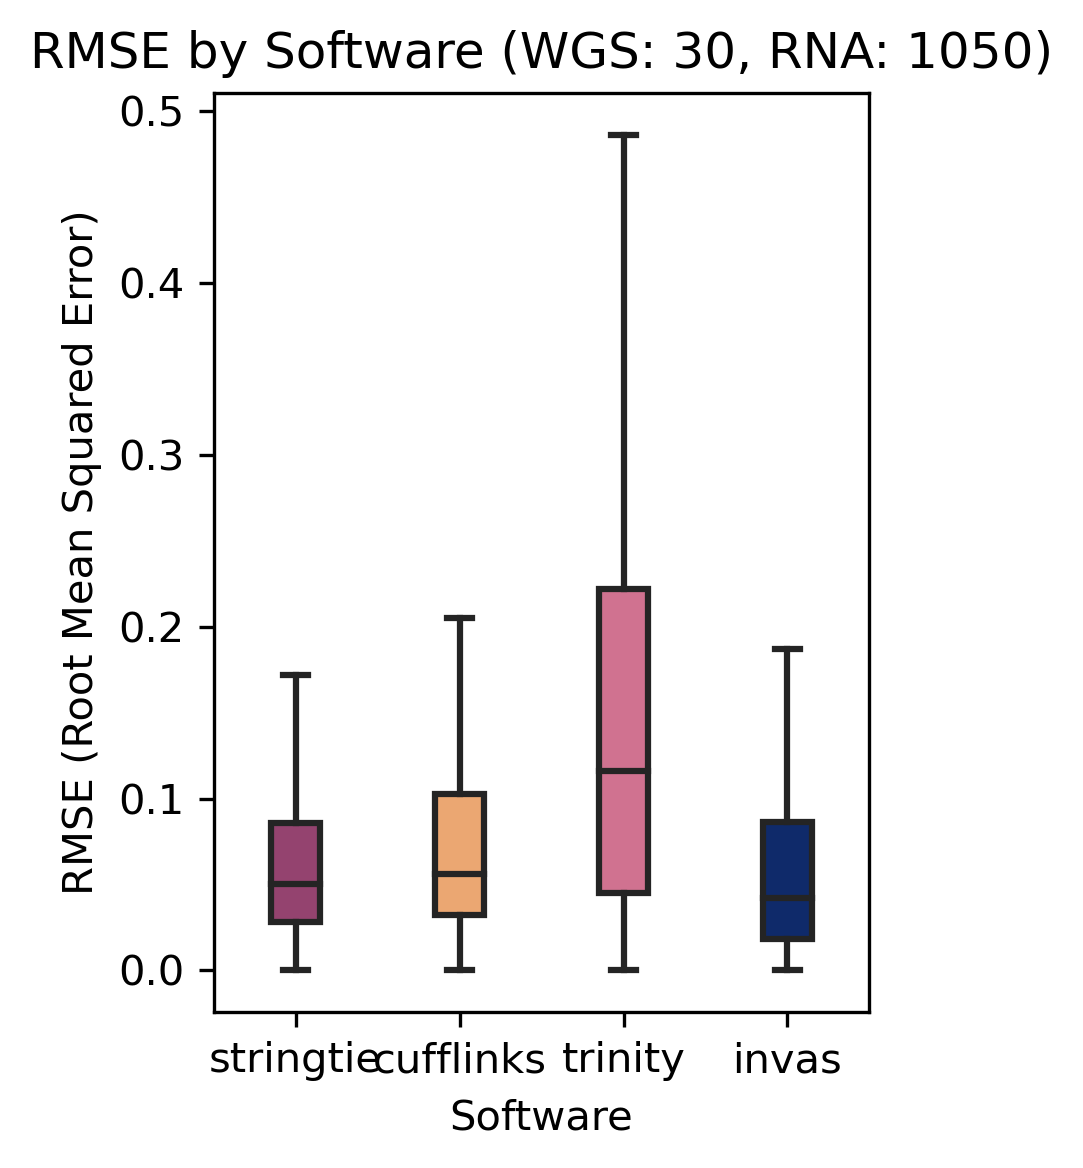 RMSE by Software (WGS: 30, RNA: 1050)
RMSE (Root Mean Squared Error)
0.5
0.4
0.3
0.2
0.1
0.0
stringtie cufflinks trinity invas
Software